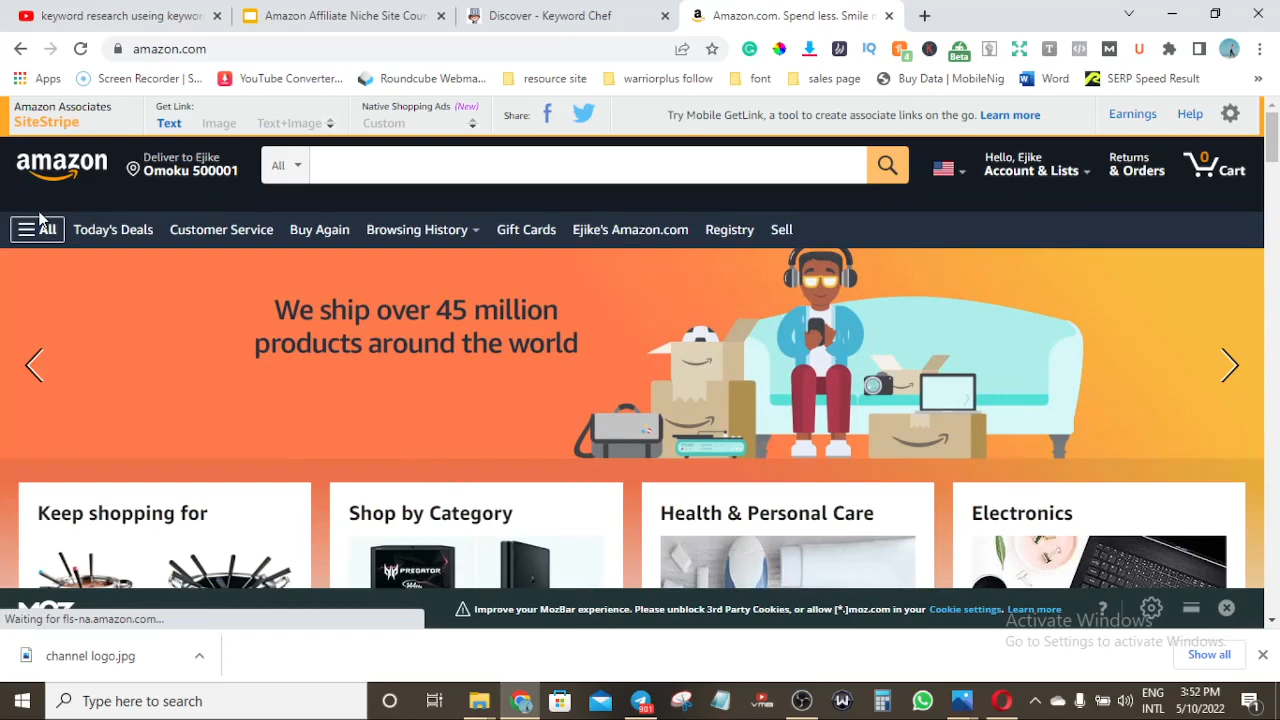 keyword research useing keywor
Amazon Affiliate Niche Site Cou
Discover - Keyword Chef
Amazon.com. Spend less. Smile
amazon.com
4
Beta
Apps
Screen Recorder | S...
YouTube Converter...
Roundcube Webma...
resource site
warriorplus follow
font
sales page
Buy Data | MobileNig
Word
SERP Speed Result
Amazon Associates
SiteStripe
Get Link:
Text
Image
Text+Image
Native Shopping Ads (New)
Custom
Share:
Try Mobile GetLink, a tool to create associate links on the go. Learn more
Earnings
Help
amazon
Deliver to Ejike
Omoku 500001
All
Hello, Ejike
Account & Lists
Returns
& Orders
0
Cart
All
Today's Deals
Customer Service
Buy Again
Browsing History
Gift Cards
Ejike's Amazon.com
Registry
Sell
We ship over 45 million
products around the world
Keep shopping for
Shop by Category
Health & Personal Care
Electronics
PREDATOR
MOZ
Improve your MozBar experience. Please unblock 3rd Party Cookies, or allow [*.]moz.com in your Cookie settings. Learn more
Waiting for fls-na.amazon.com...
Activate Windows
Go to Settings to activate Windows.
channel logo.jpg
Show all
Type here to search
901
ENG
INTL
3:52 PM
5/10/2022
1